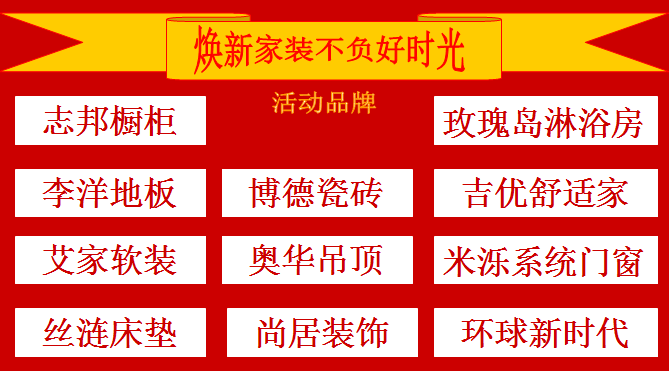 焕新家装不负好时光
活动品牌
志邦橱柜
玫瑰岛淋浴房
李洋地板
博德瓷砖
吉优舒适家
艾家软装
奥华吊顶
米泺系统门窗
丝涟床垫
尚居装饰
环球新时代